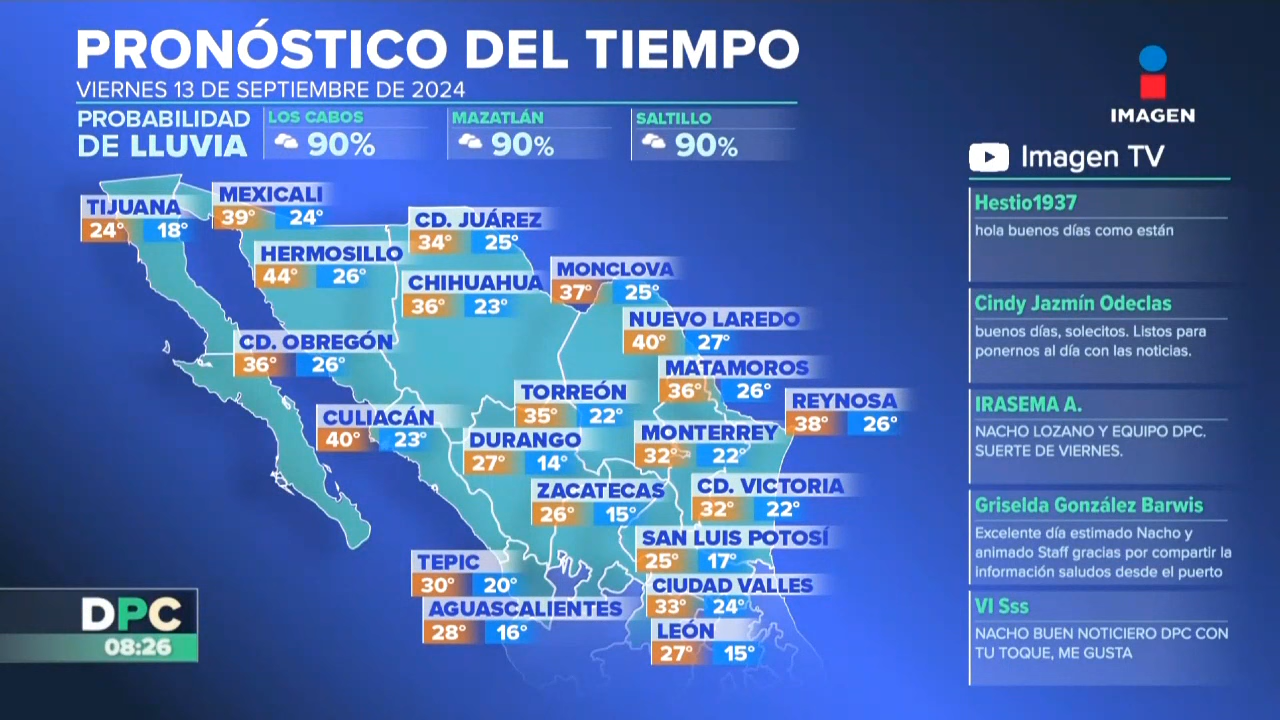 PRONÓSTICO DEL TIEMPO
VIERNES 13 DE SEPTIEMBRE DE 2024
PROBABILIDAD
DE LLUVIA
LOS CABOS
90%
MAZATLÁN
90%
SALTILLO
90%
IMAGEN
Imagen TV
TIJUANA
24° 18°
MEXICALI
39° 24°
CD. JUÁREZ
34° 25°
HERMOSILLO
44° 26°
CHIHUAHUA
36° 23°
MONCLOVA
37° 25°
NUEVO LAREDO
40° 27°
CD. OBREGÓN
36° 26°
MATAMOROS
36° 26°
TORREÓN
35° 22°
REYNOSA
38° 26°
CULIACÁN
40° 23°
DURANGO
27° 14°
MONTERREY
32° 22°
ZACATECAS
26° 15°
CD. VICTORIA
32° 22°
SAN LUIS POTOSÍ
25° 17°
TEPIC
30° 20°
CIUDAD VALLES
33° 24°
AGUASCALIENTES
28° 16°
LEÓN
27° 15°
DPC
08:26
Hestio1937
hola buenos días como están
Cindy Jazmín Odeclas
buenos días, solecitos. Listos para
ponernos al día con las noticias.
IRASEMA A.
NACHO LOZANO Y EQUIPO DPC.
SUERTE DE VIERNES.
Griselda González Barwis
Excelente día estimado Nacho y
animado Staff gracias por compartir la
información saludos desde el puerto
VI Sss
NACHO BUEN NOTICIERO DPC CON
TU TOQUE, ME GUSTA